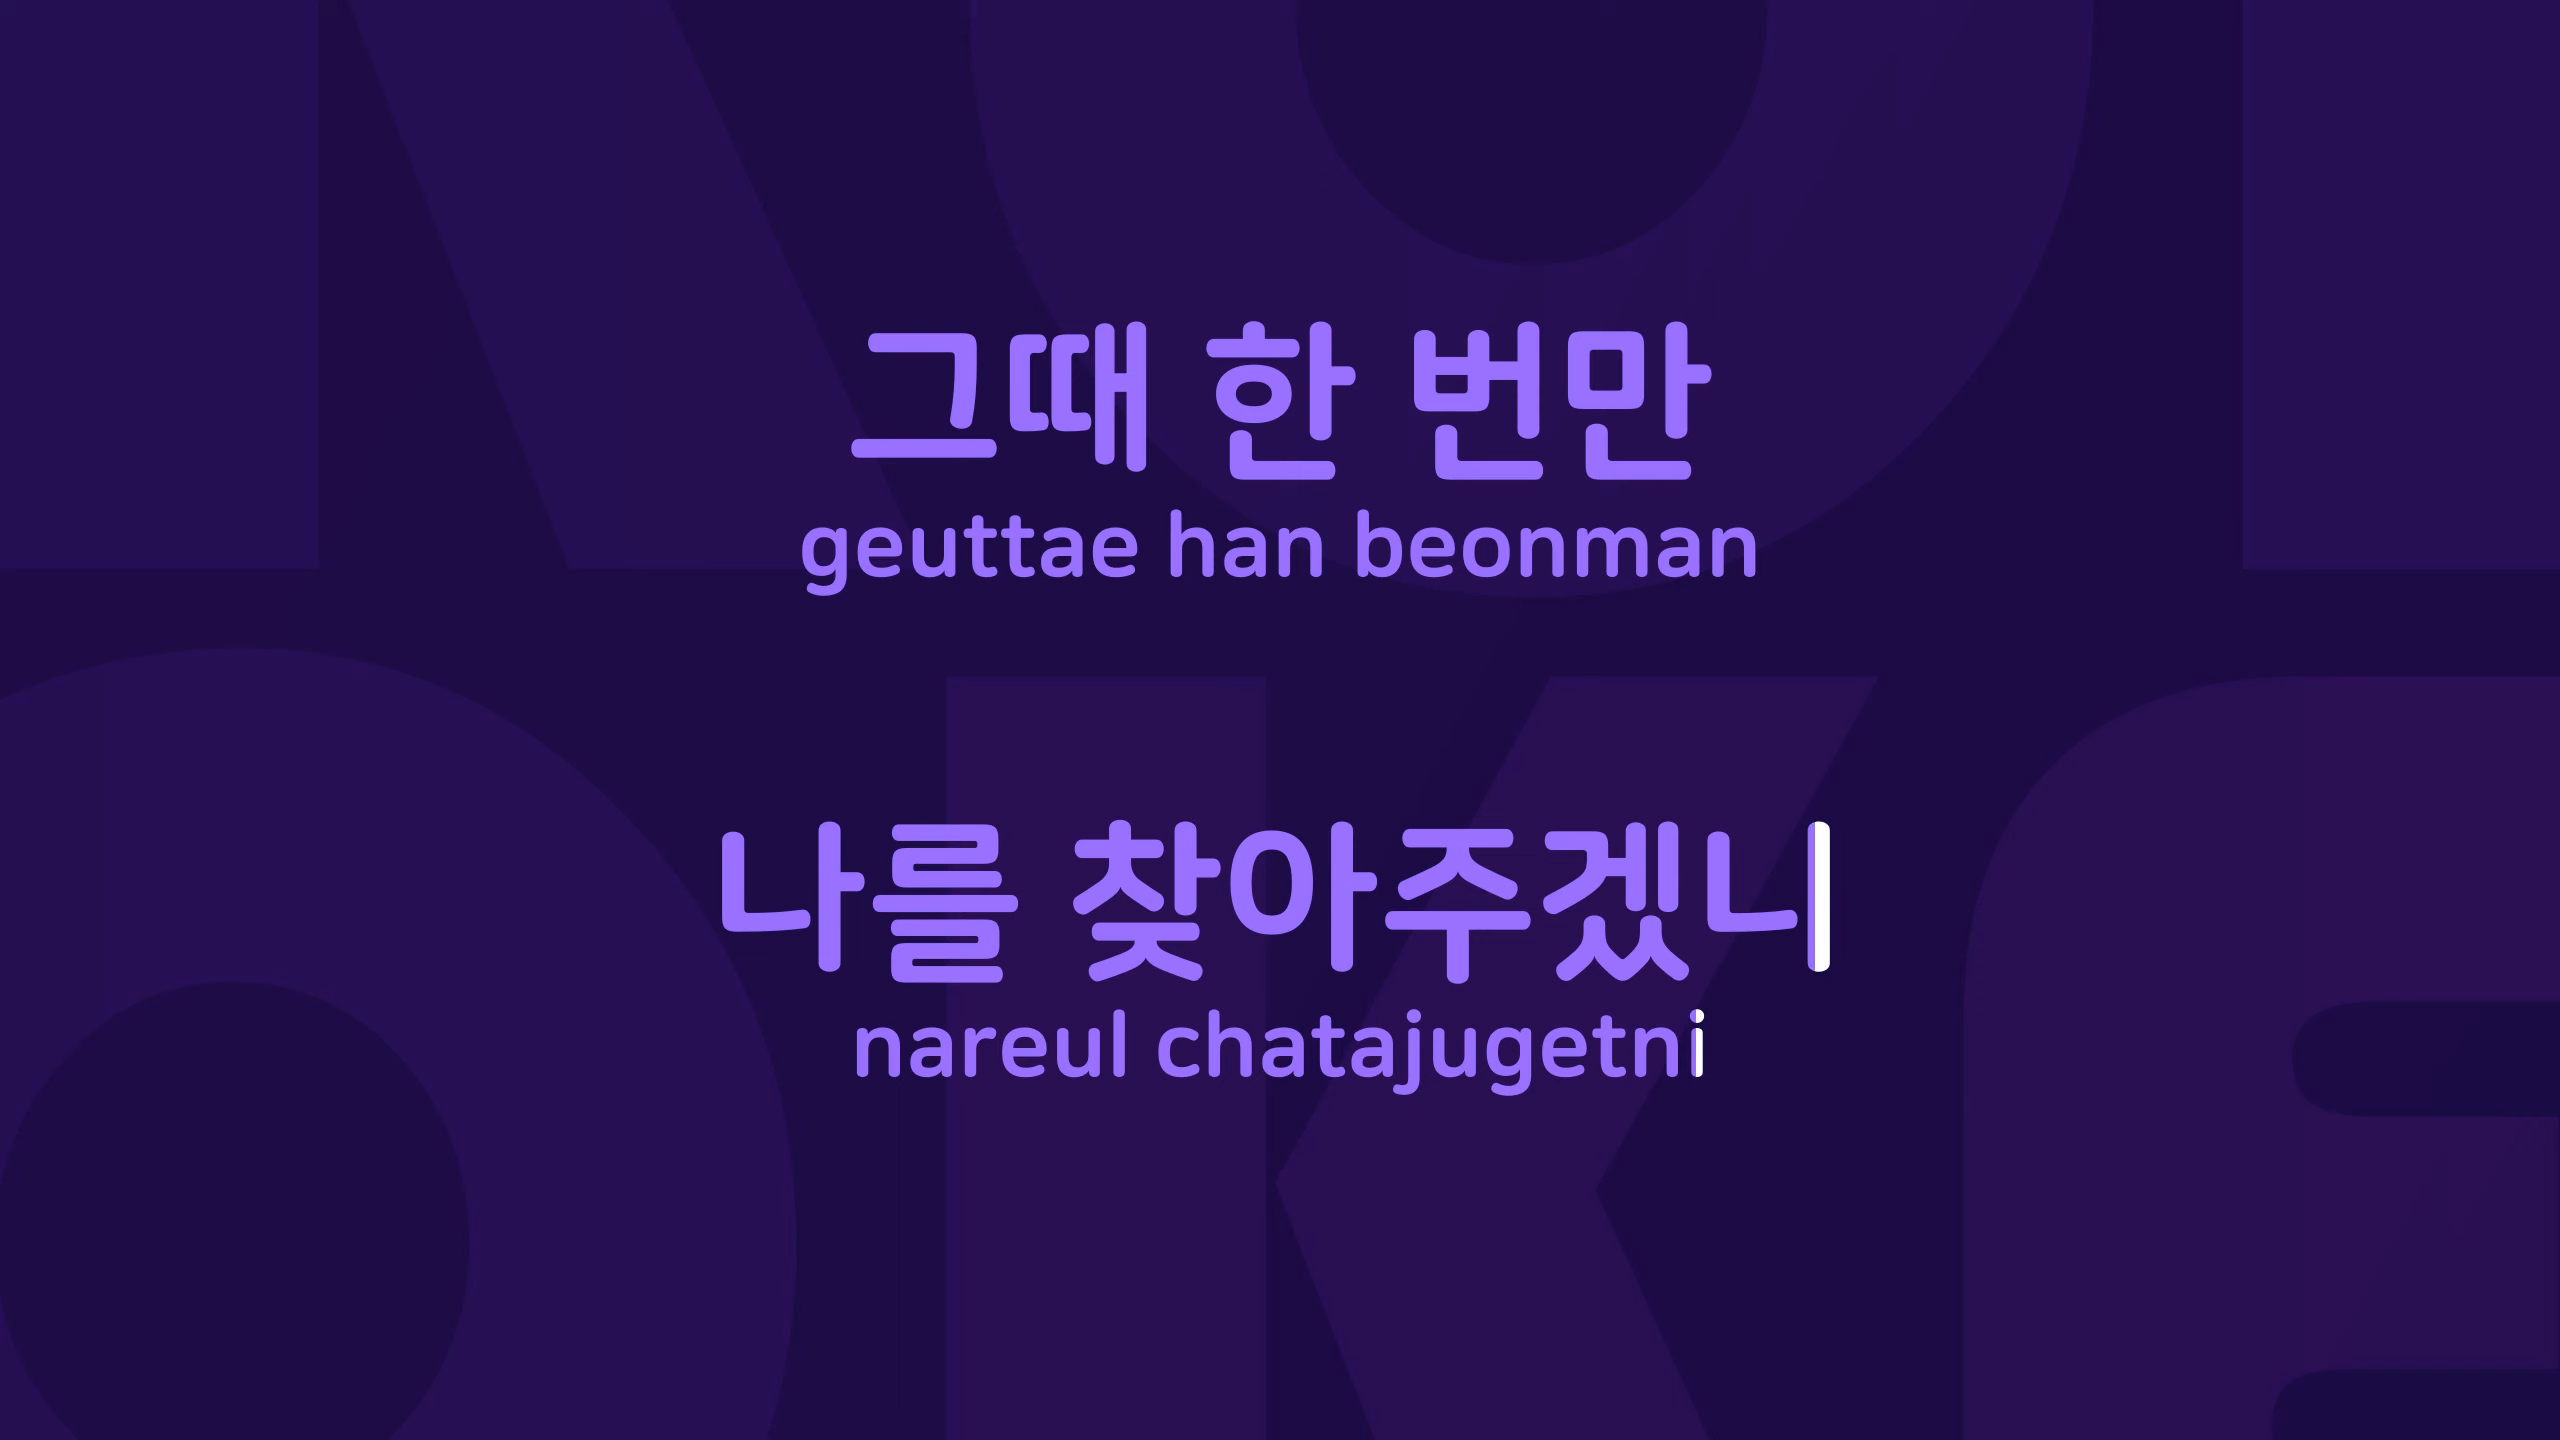 그때 한 번만
geuttae han beonman
나를 찾아주겠니
nareul chatajugetni